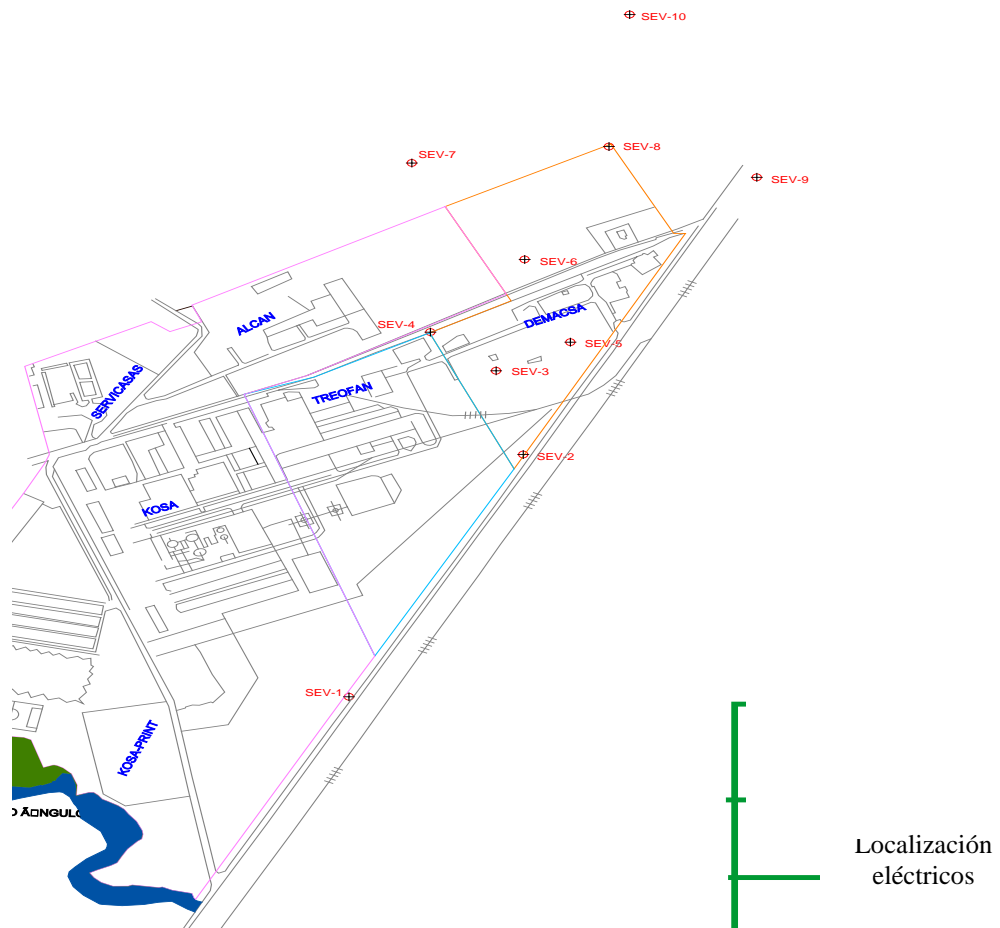 SEV-10
SEV-7
SEV-8
SEV-9
SEV-6
ALCAN
SEV-4
DEMACSA
SEV-5
SEV-3
SERVICASAS
TREOFAN
SEV-2
KOSA
SEV-1
KOSA-PRINT
O Ã□NGULO
Localización
eléctricos